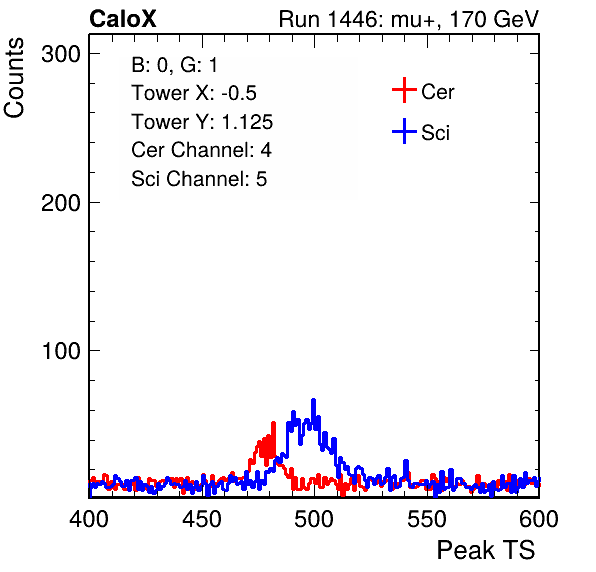 CaloX Run 1446: mu+, 170 GeV
Counts
300
200
100
B: 0, G: 1
Tower X: -0.5
Tower Y: 1.125
Cer Channel: 4
Sci Channel: 5
Cer
Sci
400 450 500 550 600
Peak TS